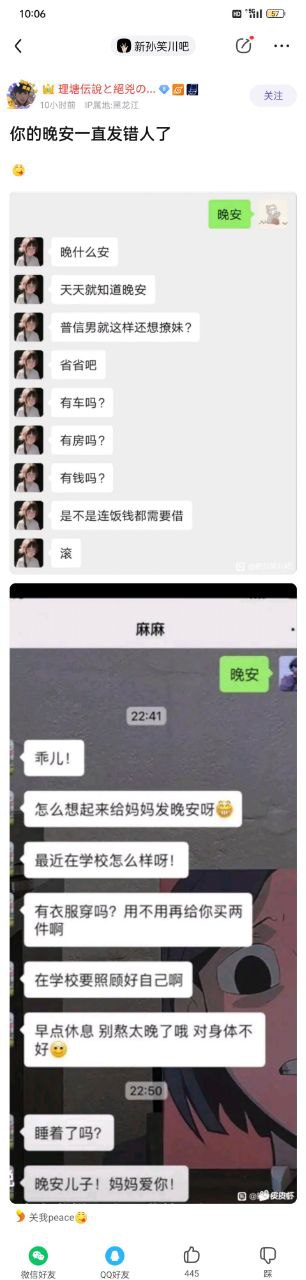 10:06
HD 5G 57
新孙笑川吧
理塘伝說と絕兇の...
10小时前 IP属地:黑龙江
关注
你的晚安一直发错人了
晚安
晚什么安
天天就知道晚安
普信男就这样还想撩妹?
省省吧
有车吗?
有房吗?
有钱吗?
是不是连饭钱都需要借
滚
麻麻
晚安
22:41
乖儿!
怎么想起来给妈妈发晚安呀
最近在学校怎么样呀!
有衣服穿吗?用不用再给你买两
件啊
在学校要照顾好自己啊
早点休息 别熬太晚了哦 对身体不
好
22:50
睡着了吗?
晚安儿子!妈妈爱你!
皮皮虾
关我peace
微信好友
QQ好友
445
踩